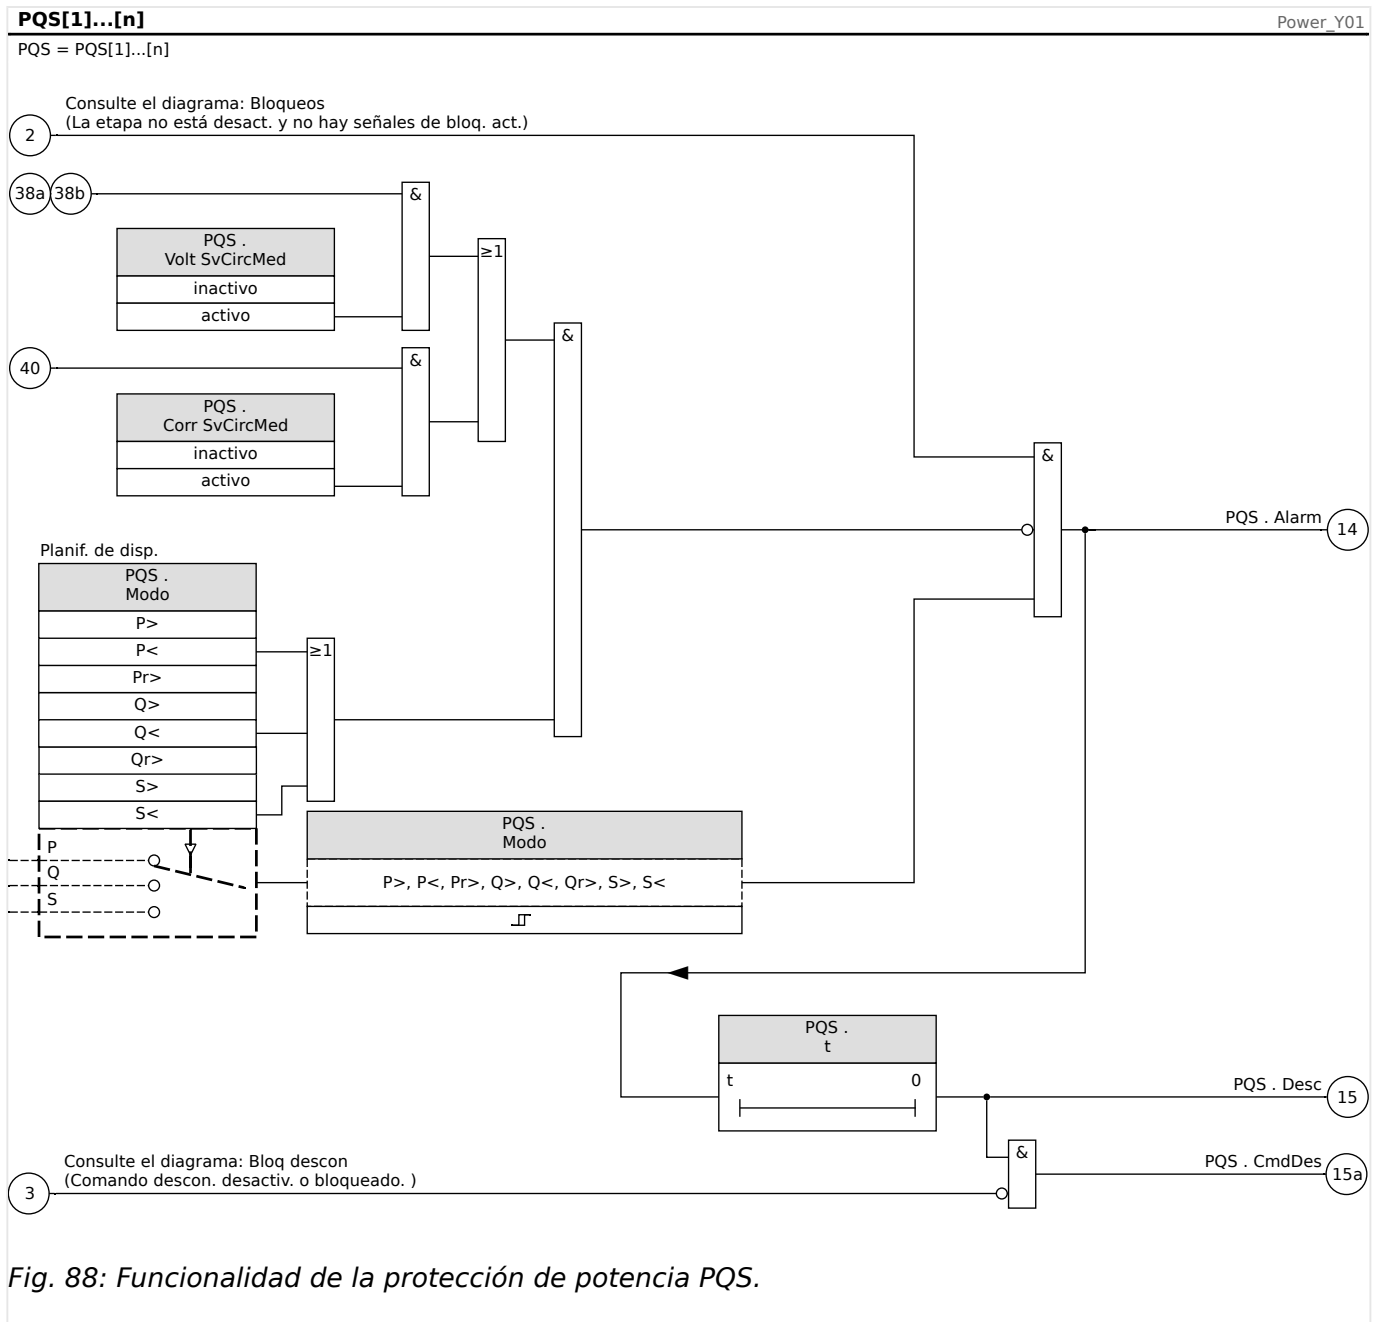 PQS[1]...[n]
Power_Y01
PQS = PQS[1]...[n]
Consulte el diagrama: Bloqueos
(La etapa no está desact. y no hay señales de bloq. act.)
2
38a 38b
&
PQS .
Volt SvCircMed
inactivo
activo
≥1
&
40
&
PQS .
Corr SvCircMed
inactivo
activo
&
PQS . Alarm
14
Planif. de disp.
PQS .
Modo
P>
P<
Pr>
Q>
Q<
Qr>
S>
S<
≥1
P
Q
S
PQS .
Modo
P>, P<, Pr>, Q>, Q<, Qr>, S>, S<
PQS .
t
t 0
PQS . Desc
15
&
PQS . CmdDes
15a
Consulte el diagrama: Bloq descon
(Comando descon. desactiv. o bloqueado. )
3
Fig. 88: Funcionalidad de la protección de potencia PQS.